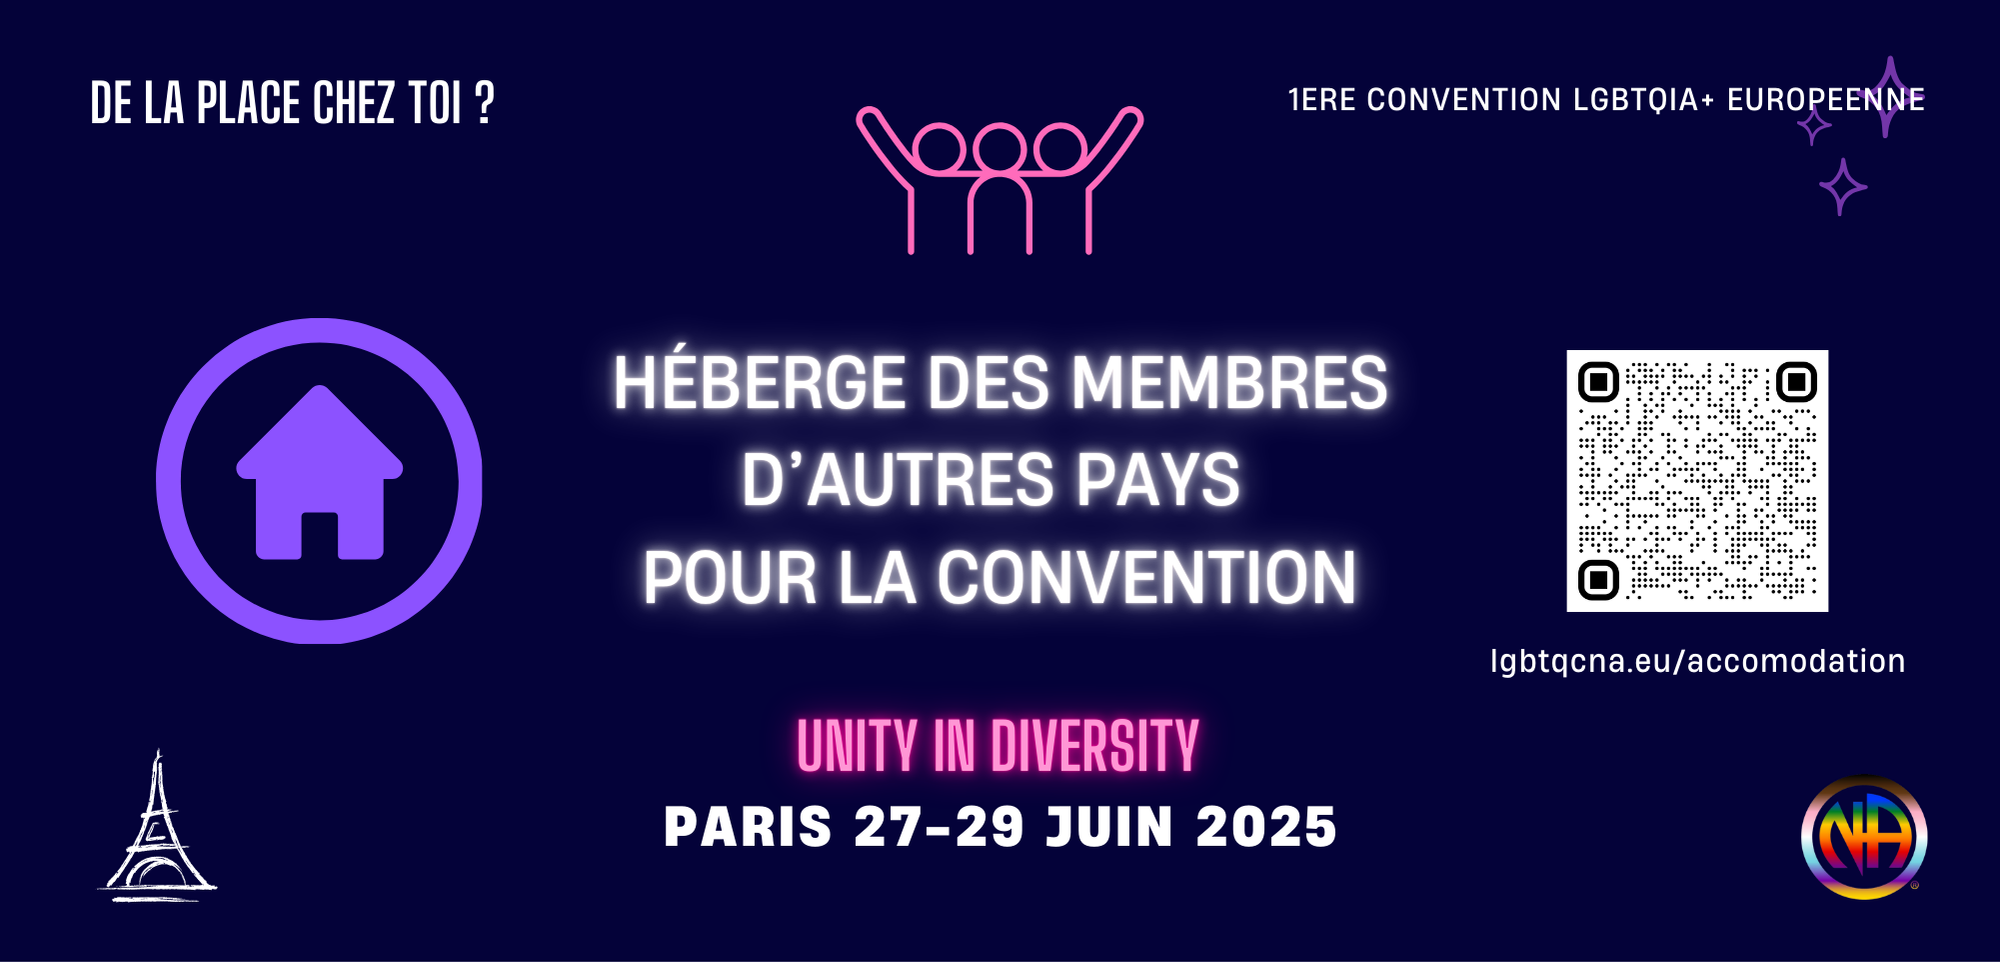 DE LA PLACE CHEZ TOI ?
1ERE CONVENTION LGBTQIA+ EUROPEENNE
HÉBERGE DES MEMBRES
D’AUTRES PAYS
POUR LA CONVENTION
lgbtqcna.eu/accomodation
UNITY IN DIVERSITY
PARIS 27-29 JUIN 2025
NA
®